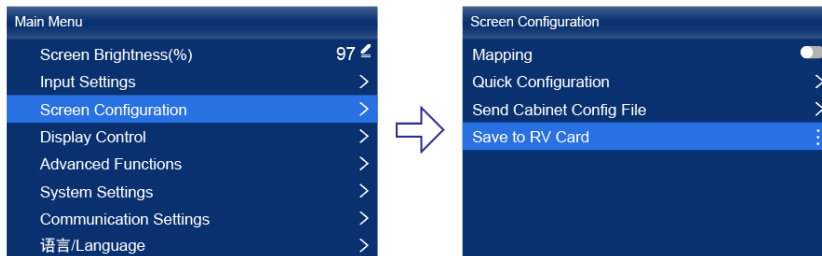 Main Menu
Screen Brightness(%) 97
Input Settings
Screen Configuration
Display Control
Advanced Functions
System Settings
Communication Settings
语言/Language
Screen Configuration
Mapping
Quick Configuration
Send Cabinet Config File
Save to RV Card